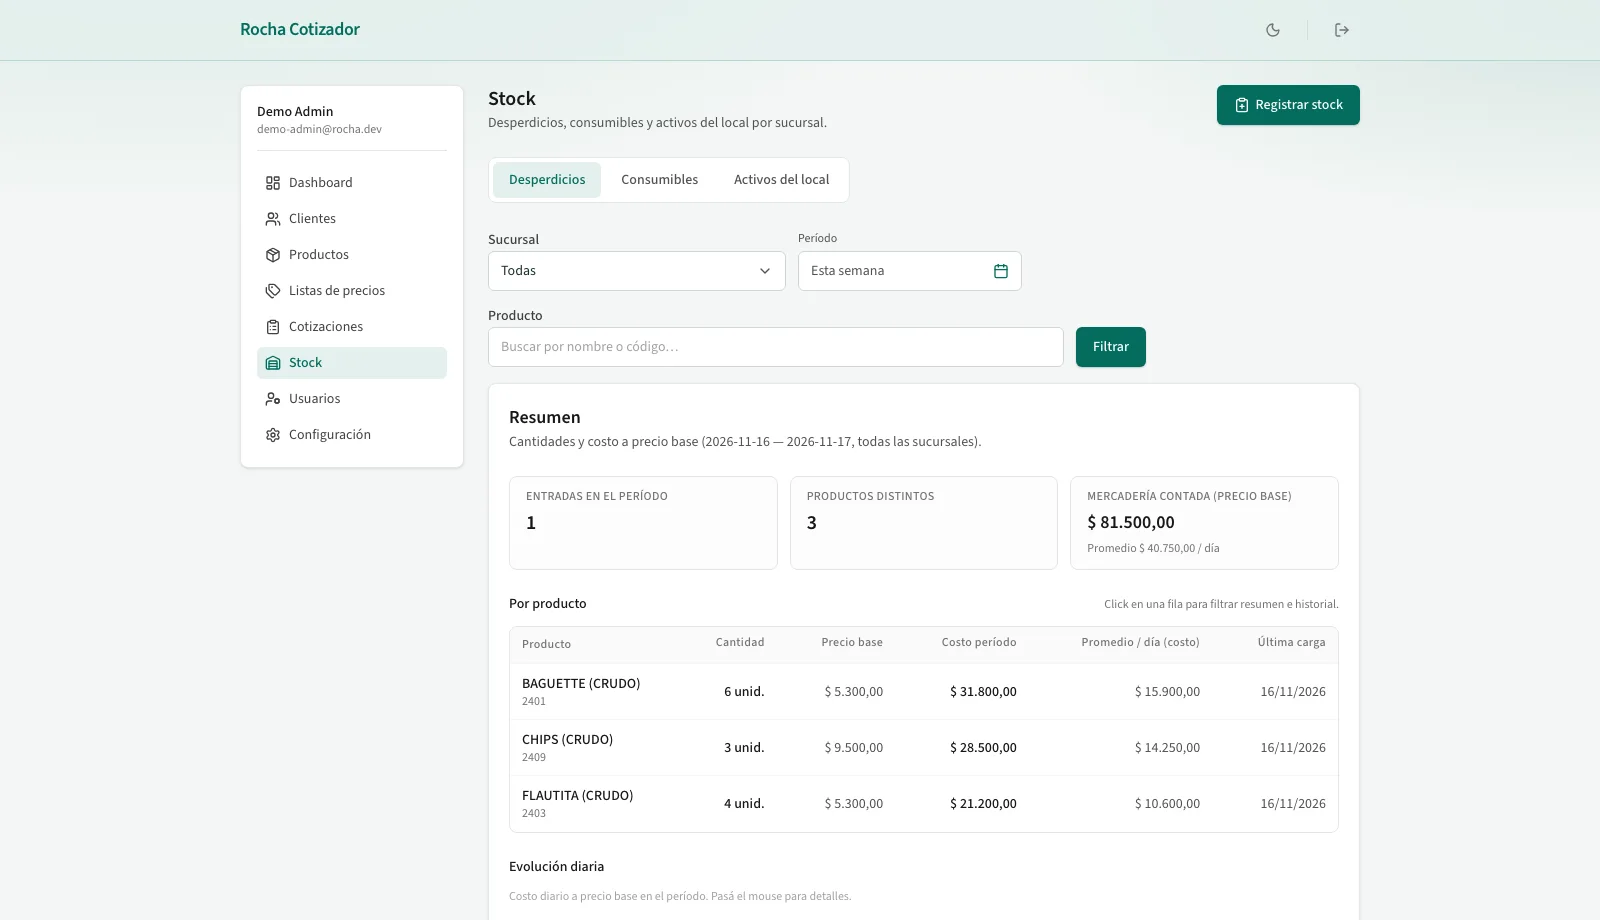 Rocha Cotizador
Demo Admin
demo-admin@rocha.dev
Dashboard
Clientes
Productos
Listas de precios
Cotizaciones
Stock
Usuarios
Configuración
Stock
Desperdicios, consumibles y activos del local por sucursal.
Registrar stock
Desperdicios Consumibles Activos del local
Sucursal Período
Todas Esta semana
Producto
Buscar por nombre o código… Filtrar
Resumen
Cantidades y costo a precio base (2026-11-16 — 2026-11-17, todas las sucursales).
ENTRADAS EN EL PERÍODO
1
PRODUCTOS DISTINTOS
3
MERCADERÍA CONTADA (PRECIO BASE)
$ 81.500,00
Promedio $ 40.750,00 / día
Por producto Click en una fila para filtrar resumen e historial.
Producto Cantidad Precio base Costo período Promedio / día (costo) Última carga
BAGUETTE (CRUDO) 6 unid. $ 5.300,00 $ 31.800,00 $ 15.900,00 16/11/2026
2401
CHIPS (CRUDO) 3 unid. $ 9.500,00 $ 28.500,00 $ 14.250,00 16/11/2026
2409
FLAUTITA (CRUDO) 4 unid. $ 5.300,00 $ 21.200,00 $ 10.600,00 16/11/2026
2403
Evolución diaria
Costo diario a precio base en el período. Pasá el mouse para detalles.